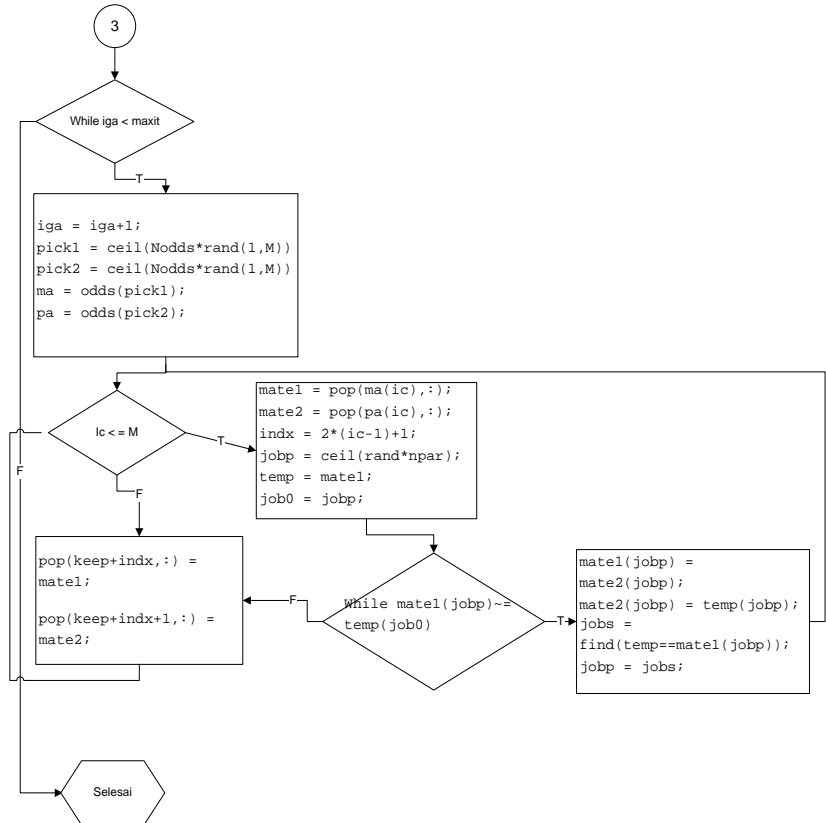 3
While iga < maxit
T
iga = iga+1;
pick1 = ceil(Nodds*rand(1,M))
pick2 = ceil(Nodds*rand(1,M))
ma = odds(pick1);
pa = odds(pick2);
Ic < = M
T
F
F
mate1 = pop(ma(ic),:);
mate2 = pop(pa(ic),:);
indx = 2*(ic-1)+1;
jobp = ceil(rand*npar);
temp = mate1;
job0 = jobp;
pop(keep+indx,:) =
mate1;
pop(keep+indx+1,:) =
mate2;
F
While mate1(jobp)~=
temp(job0)
T
mate1(jobp) =
mate2(jobp);
mate2(jobp) = temp(jobp);
jobs =
find(temp==mate1(jobp));
jobp = jobs;
Selesai